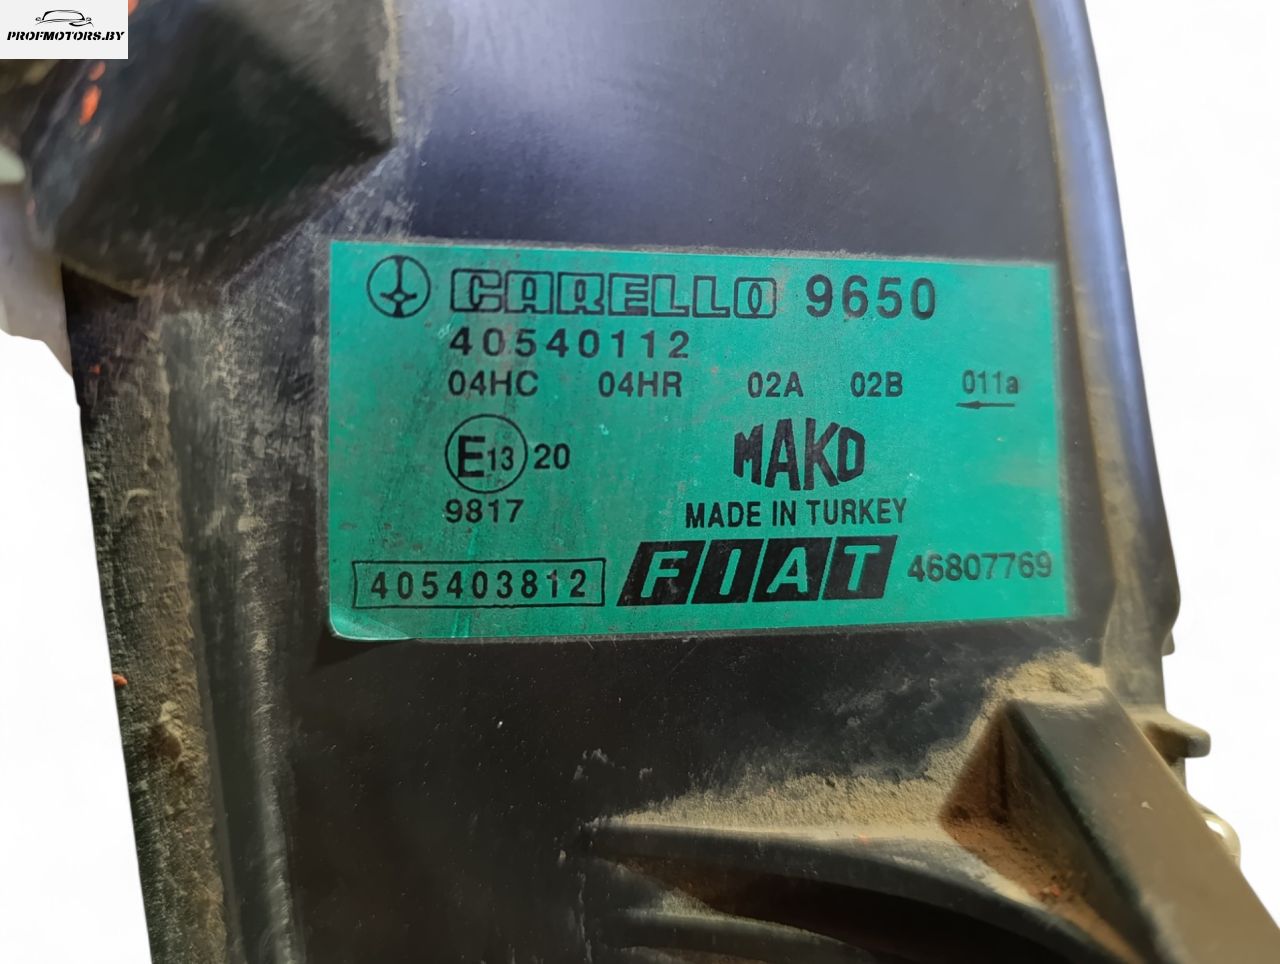 PROFMOTORS.BY
CARELLO 9650
40540112
04HC 04HR 02A 02B 011a
E13 20
MAKO
9817
MADE IN TURKEY
405403812 FIAT 46807769